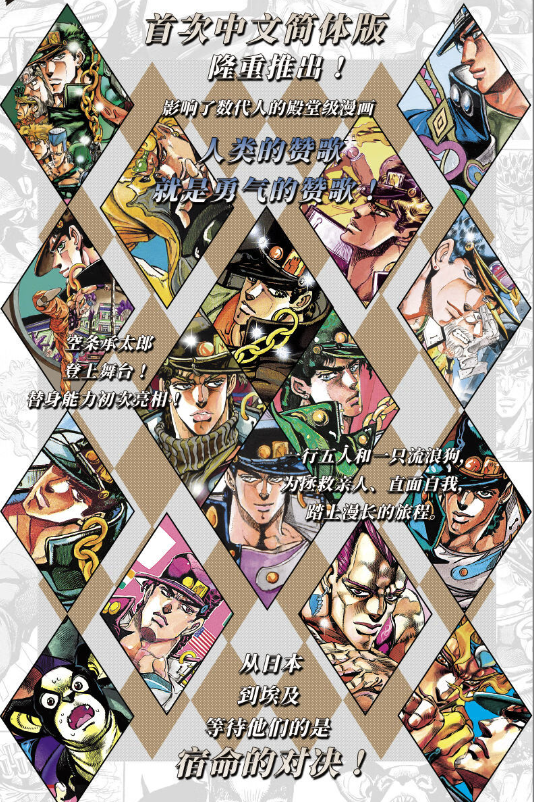 首次中文简体版
隆重推出！
影响了数代人的殿堂级漫画
人类的赞歌
就是勇气的赞歌！
空条承太郎
登上舞台！
替身能力初次亮相！
一行五人和一只流浪狗，
为拯救亲人、直面自我，
踏上漫长的旅程。
从日本
到埃及
等待他们的是
宿命的对决！